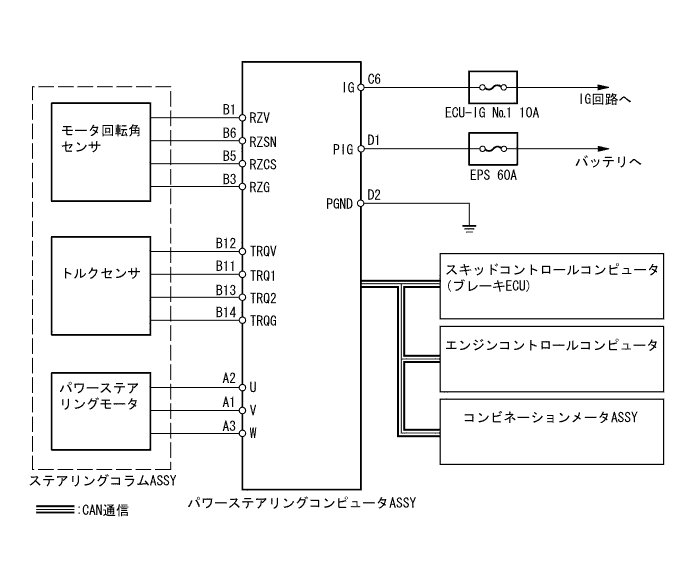 モータ回転角
センサ
B1
RZV
B6
RZSN
B5
RZCS
B3
RZG
トルクセンサ
B12
TRQV
B11
TRQ1
B13
TRQ2
B14
TRQG
パワーステア
リングモータ
A2
U
A1
V
A3
W
ステアリングコラムASSY
:CAN通信
パワーステアリングコンピュータASSY
IG
C6
ECU-IG No.1 10A
IG回路へ
PIG
D1
EPS 60A
バッテリへ
PGND
D2
スキッドコントロールコンピュータ
(ブレーキECU)
エンジンコントロールコンピュータ
コンビネーションメータASSY